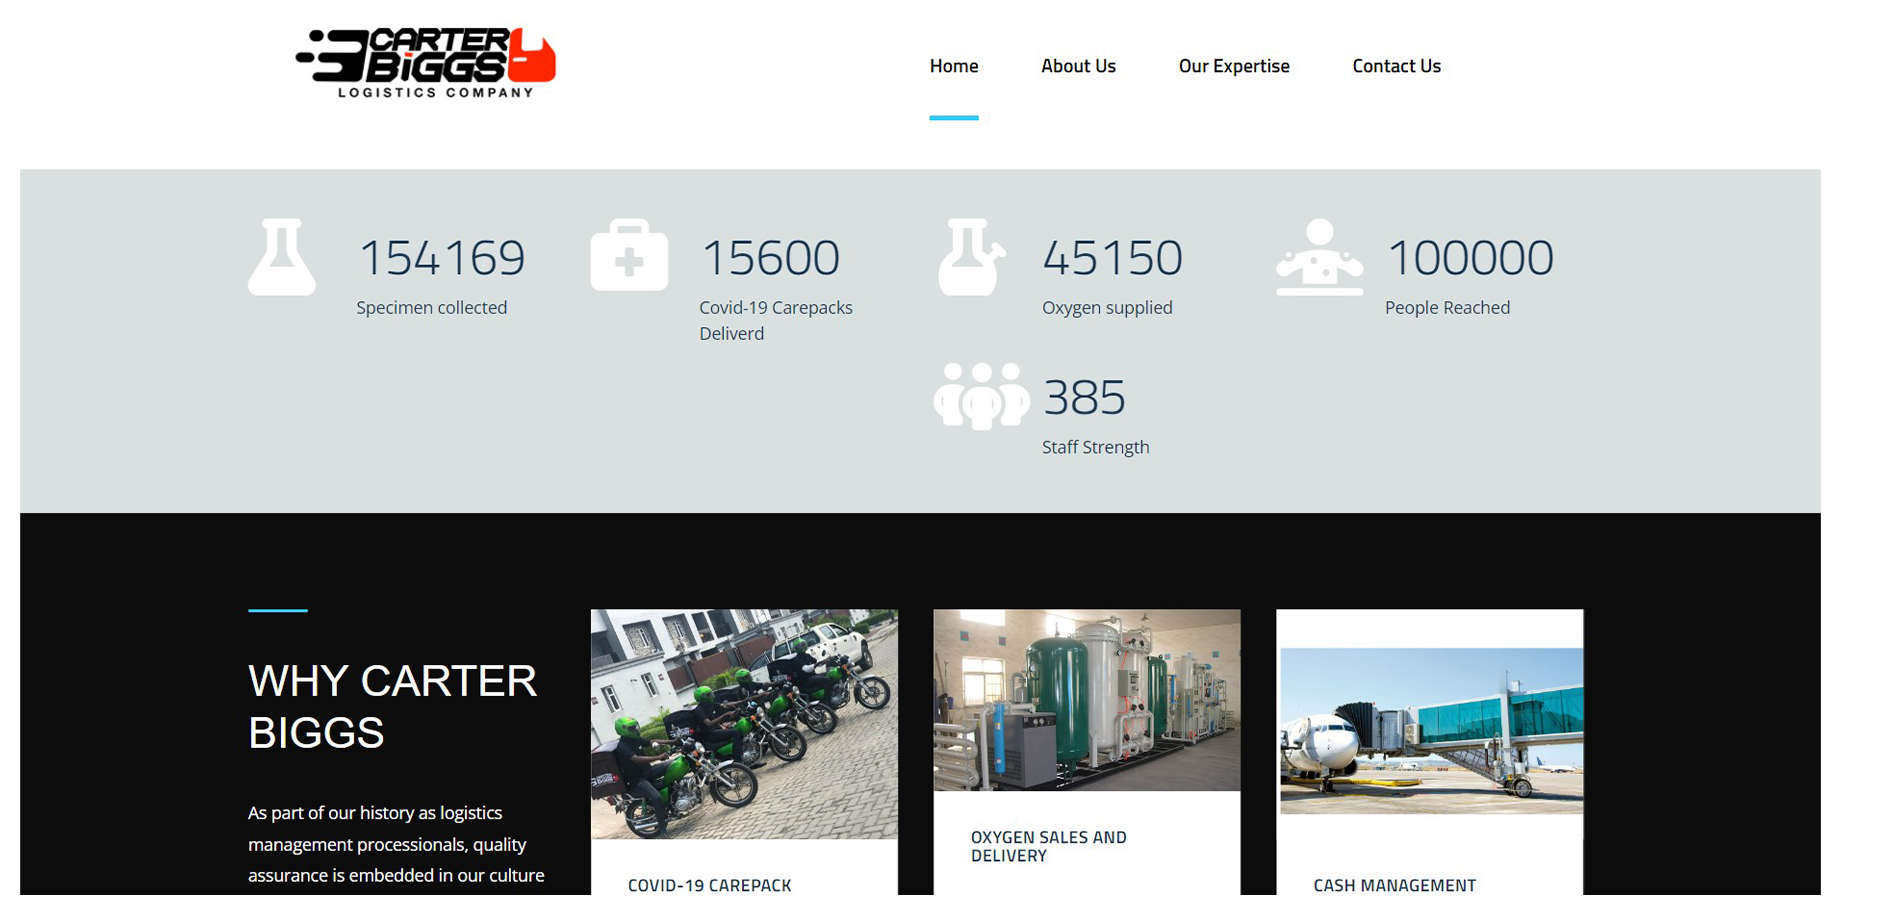 CARTER
BIGGS
LOGISTICS COMPANY
Home
About Us
Our Expertise
Contact Us
154169
Specimen collected
15600
Covid-19 Carepacks
Deliverd
45150
Oxygen supplied
100000
People Reached
385
Staff Strength
WHY CARTER
BIGGS
As part of our history as logistics
management processionals, quality
assurance is embedded in our culture
COVID-19 CAREPACK
OXYGEN SALES AND
DELIVERY
CASH MANAGEMENT